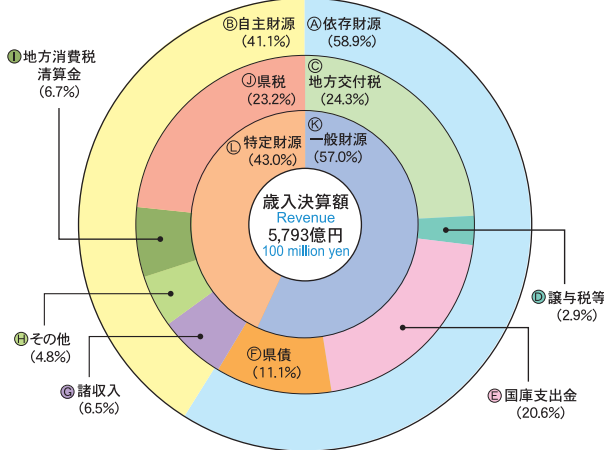 Ⓑ自主財源
(41.1%)
Ⓐ依存財源
(58.9%)
Ⓘ地方消費税
清算金
(6.7%)
Ⓙ県税
(23.2%)
Ⓒ
地方交付税
(24.3%)
Ⓛ特定財源
(43.0%)
Ⓚ
一般財源
(57.0%)
歳入決算額
Revenue
5,793億円
100 million yen
Ⓓ譲与税等
(2.9%)
Ⓗその他
(4.8%)
Ⓕ県債
(11.1%)
Ⓖ諸収入
(6.5%)
Ⓔ国庫支出金
(20.6%)